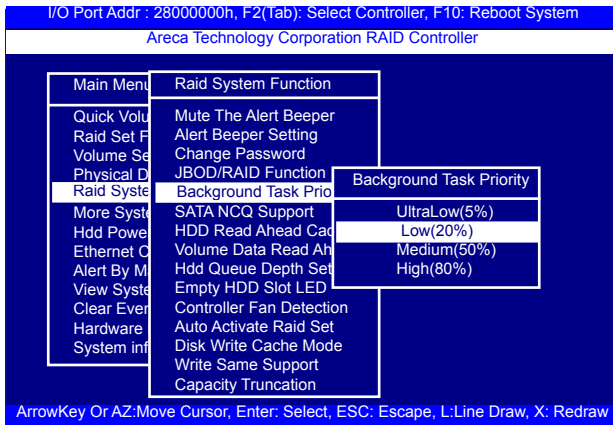 I/O Port Addr : 28000000h, F2(Tab): Select Controller, F10: Reboot System
Areca Technology Corporation RAID Controller
Main Menu
Quick Volu
Raid Set F
Volume Se
Physical D
Raid Syste
More Syste
Hdd Powe
Ethernet C
Alert By M
View Syste
Clear Even
Hardware
System inf
Raid System Function
Mute The Alert Beeper
Alert Beeper Setting
Change Password
JBOD/RAID Function
Background Task Prio
SATA NCQ Support
HDD Read Ahead Cac
Volume Data Read Ah
Hdd Queue Depth Set
Empty HDD Slot LED
Controller Fan Detection
Auto Activate Raid Set
Disk Write Cache Mode
Write Same Support
Capacity Truncation
Background Task Priority
UltraLow(5%)
Low(20%)
Medium(50%)
High(80%)
ArrowKey Or AZ:Move Cursor, Enter: Select, ESC: Escape, L:Line Draw, X: Redraw